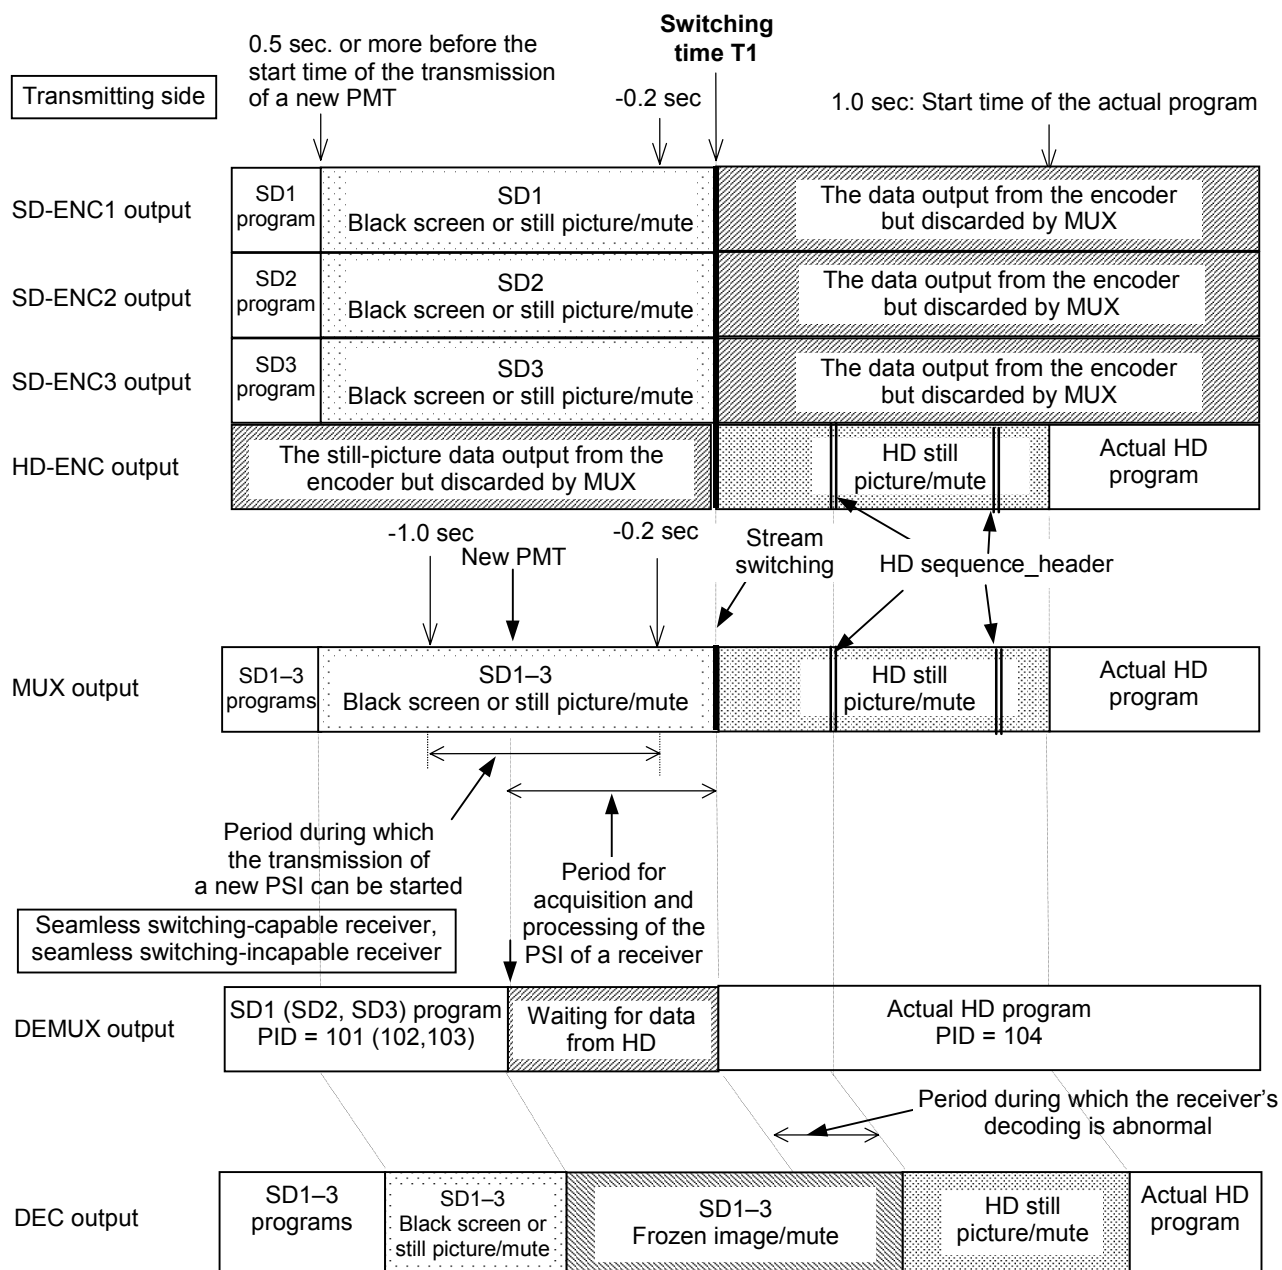 Switching
time T1
0.5 sec. or more before the
start time of the transmission
of a new PMT
-0.2 sec
1.0 sec: Start time of the actual program
Transmitting side
SD-ENC1 output
SD1
program
SD1
Black screen or still picture/mute
The data output from the encoder
but discarded by MUX
SD-ENC2 output
SD2
program
SD2
Black screen or still picture/mute
The data output from the encoder
but discarded by MUX
SD-ENC3 output
SD3
program
SD3
Black screen or still picture/mute
The data output from the encoder
but discarded by MUX
HD-ENC output
The still-picture data output from the
encoder but discarded by MUX
HD still
picture/mute
Actual HD
program
-1.0 sec
New PMT
-0.2 sec
Stream
switching
HD sequence_header
MUX output
SD1–3
programs
SD1–3
Black screen or still picture/mute
HD still
picture/mute
Actual HD
program
Period during which
the transmission of
a new PSI can be started
Period for
acquisition and
processing of the
PSI of a receiver
Seamless switching-capable receiver,
seamless switching-incapable receiver
DEMUX output
SD1 (SD2, SD3) program
PID = 101 (102,103)
Waiting for data
from HD
Actual HD program
PID = 104
Period during which the receiver's
decoding is abnormal
DEC output
SD1–3
programs
SD1–3
Black screen or
still picture/mute
SD1–3
Frozen image/mute
HD still
picture/mute
Actual HD
program